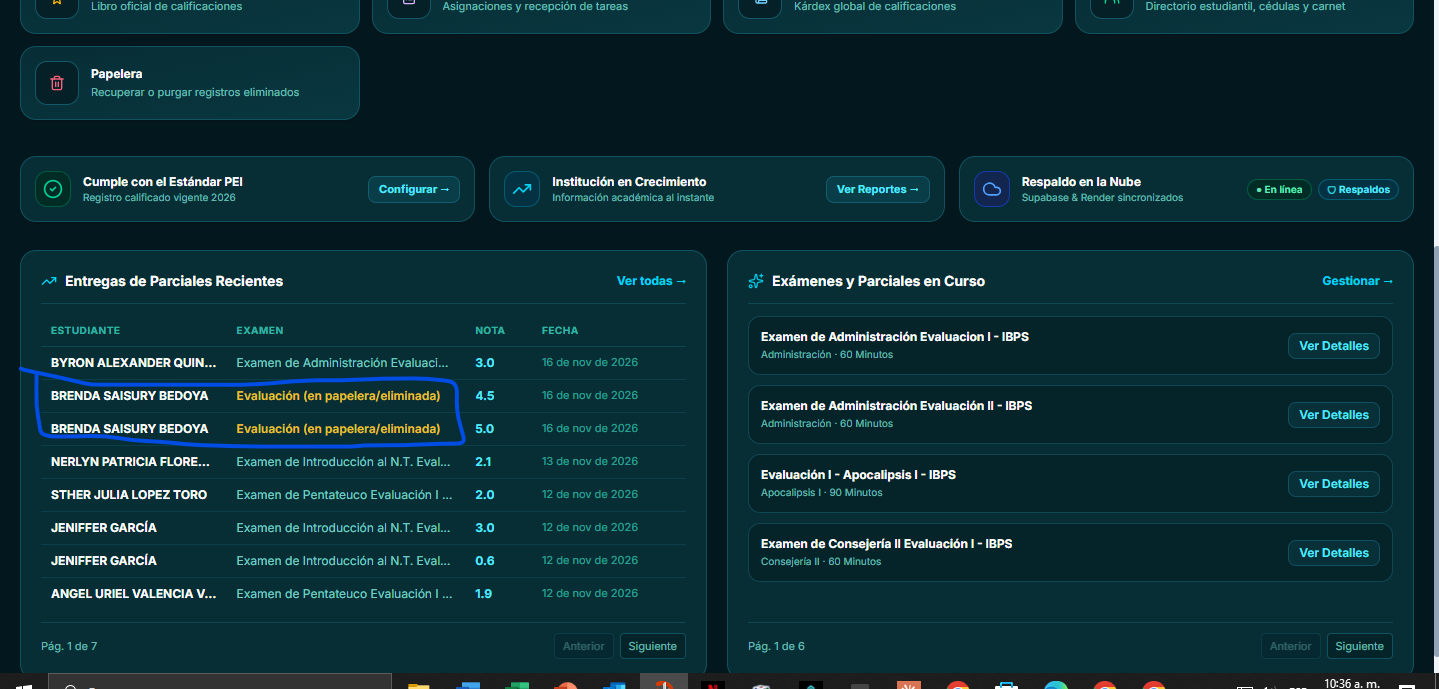 Libro oficial de calificaciones
Asignaciones y recepción de tareas
Kárdex global de calificaciones
Directorio estudiantil, cédulas y carnet
Papelera
Recuperar o purgar registros eliminados
Cumple con el Estándar PEI
Registro calificado vigente 2026
Configurar →
Institución en Crecimiento
Información académica al instante
Ver Reportes →
Respaldo en la Nube
Supabase & Render sincronizados
• En línea
Respaldos
Entregas de Parciales Recientes
Ver todas →
ESTUDIANTE EXAMEN NOTA FECHA
BYRON ALEXANDER QUIN... Examen de Administración Evaluaci... 3.0 16 de nov de 2026
BRENDA SAISURY BEDOYA Evaluación (en papelera/eliminada) 4.5 16 de nov de 2026
BRENDA SAISURY BEDOYA Evaluación (en papelera/eliminada) 5.0 16 de nov de 2026
NERLYN PATRICIA FLORE... Examen de Introducción al N.T. Eval... 2.1 13 de nov de 2026
STHER JULIA LOPEZ TORO Examen de Pentateuco Evaluación I ... 2.0 12 de nov de 2026
JENIFFER GARCÍA Examen de Introducción al N.T. Eval... 3.0 12 de nov de 2026
JENIFFER GARCÍA Examen de Introducción al N.T. Eval... 0.6 12 de nov de 2026
ANGEL URIEL VALENCIA V... Examen de Pentateuco Evaluación I ... 1.9 12 de nov de 2026
Pág. 1 de 7
Anterior
Siguiente
Exámenes y Parciales en Curso
Gestionar →
Examen de Administración Evaluacion I - IBPS
Administración · 60 Minutos
Ver Detalles
Examen de Administración Evaluación II - IBPS
Administración · 60 Minutos
Ver Detalles
Evaluación I - Apocalipsis I - IBPS
Apocalipsis I · 90 Minutos
Ver Detalles
Examen de Consejería II Evaluación I - IBPS
Consejería II · 60 Minutos
Ver Detalles
Pág. 1 de 6
Anterior
Siguiente
10:36 a. m.